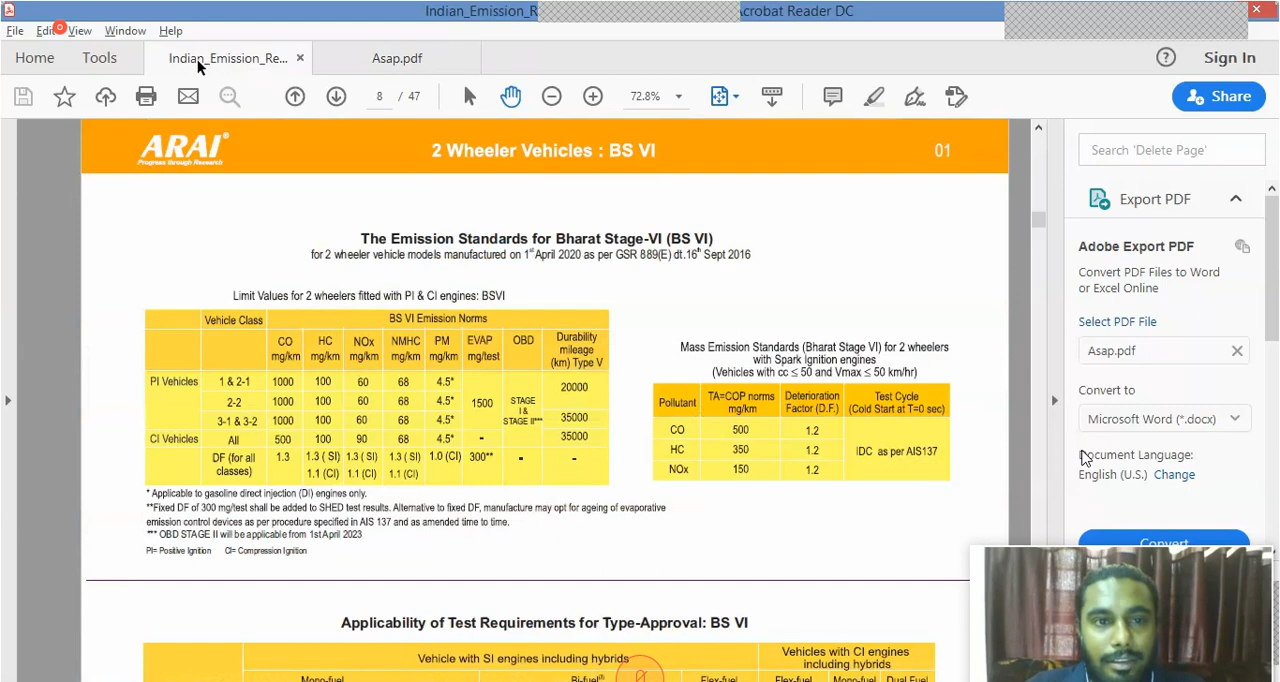 Indian_Emission_R
Acrobat Reader DC
File Edit View Window Help
Home Tools Indian_Emission_Re... × Asap.pdf Sign In
8 / 47 72.8% Share
ARAI®
Progress through Research
2 Wheeler Vehicles : BS VI 01
The Emission Standards for Bharat Stage-VI (BS VI)
for 2 wheeler vehicle models manufactured on 1st April 2020 as per GSR 889(E) dt.16th Sept 2016
Limit Values for 2 wheelers fitted with PI & CI engines: BSVI
Vehicle Class BS VI Emission Norms
CO mg/km HC mg/km NOx mg/km NMHC mg/km PM mg/km EVAP mg/test OBD Durability mileage (km) Type V
PI Vehicles 1 & 2-1 1000 100 60 68 4.5* 1500 STAGE I & STAGE II*** 20000
2-2 1000 100 60 68 4.5*
3-1 & 3-2 1000 100 60 68 4.5* 35000
CI Vehicles All 500 100 90 68 4.5* - 35000
DF (for all classes) 1.3 1.3 ( SI) 1.1 (CI) 1.3 ( SI) 1.1 (CI) 1.3 ( SI) 1.1 (CI) 1.0 (CI) 300** - -
* Applicable to gasoline direct injection (DI) engines only.
**Fixed DF of 300 mg/test shall be added to SHED test results. Alternative to fixed DF, manufacture may opt for ageing of evaporative
emission control devices as per procedure specified in AIS 137 and as amended time to time.
*** OBD STAGE II will be applicable from 1st April 2023
PI= Positive Ignition CI= Compression Ignition
Mass Emission Standards (Bharat Stage VI) for 2 wheelers
with Spark Ignition engines
(Vehicles with cc ≤ 50 and Vmax ≤ 50 km/hr)
Pollutant TA=COP norms mg/km Deterioration Factor (D.F.) Test Cycle (Cold Start at T=0 sec)
CO 500 1.2 IDC as per AIS137
HC 350 1.2
NOx 150 1.2
Applicability of Test Requirements for Type-Approval: BS VI
Vehicle with SI engines including hybrids Vehicles with CI engines including hybrids
Mono-fuel Bi-fuel Flex-fuel Flex-fuel Mono-fuel Dual Fuel
Search 'Delete Page'
Export PDF
Adobe Export PDF
Convert PDF Files to Word
or Excel Online
Select PDF File
Asap.pdf
Convert to
Microsoft Word (*.docx)
Document Language:
English (U.S.) Change
Convert